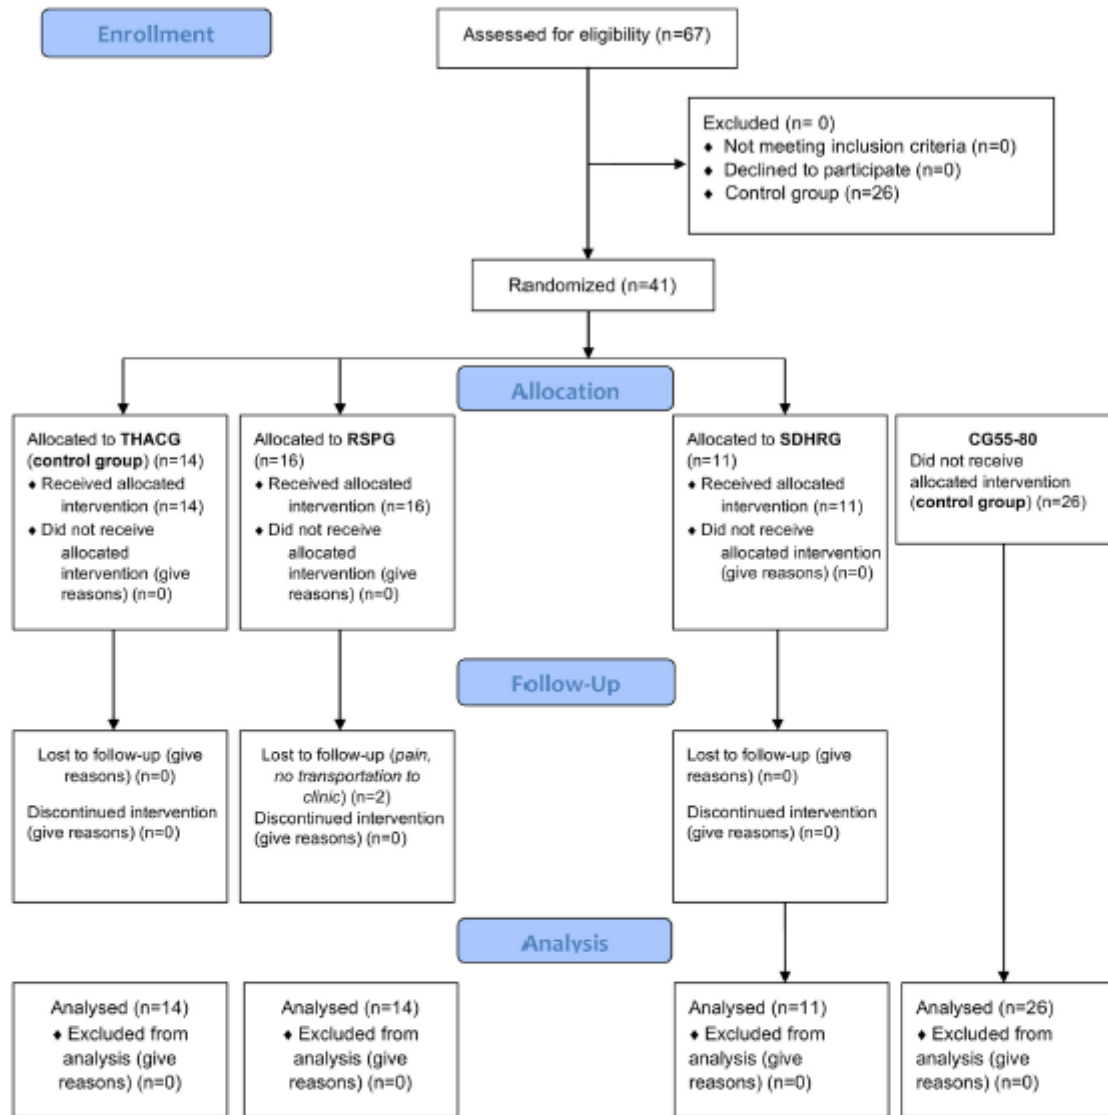 Enrollment
Assessed for eligibility (n=67)
Excluded (n= 0)
♦ Not meeting inclusion criteria (n=0)
♦ Declined to participate (n=0)
♦ Control group (n=26)
Randomized (n=41)
Allocation
Allocated to THACG
(control group) (n=14)
♦ Received allocated
intervention (n=14)
♦ Did not receive
allocated
intervention (give
reasons) (n=0)
Allocated to RSPG
(n=16)
♦ Received allocated
intervention (n=16)
♦ Did not receive
allocated
intervention (give
reasons) (n=0)
Allocated to SDHRG
(n=11)
♦ Received allocated
intervention (n=11)
♦ Did not receive
allocated intervention
(give reasons) (n=0)
CG55-80
Did not receive
allocated intervention
(control group) (n=26)
Follow-Up
Lost to follow-up (give
reasons) (n=0)
Discontinued intervention
(give reasons) (n=0)
Lost to follow-up (pain,
no transportation to
clinic) (n=2)
Discontinued intervention
(give reasons) (n=0)
Lost to follow-up (give
reasons) (n=0)
Discontinued intervention
(give reasons) (n=0)
Analysis
Analysed (n=14)
♦ Excluded from
analysis (give
reasons) (n=0)
Analysed (n=14)
♦ Excluded from
analysis (give
reasons) (n=0)
Analysed (n=11)
♦ Excluded from
analysis (give
reasons) (n=0)
Analysed (n=26)
♦ Excluded from
analysis (give
reasons) (n=0)